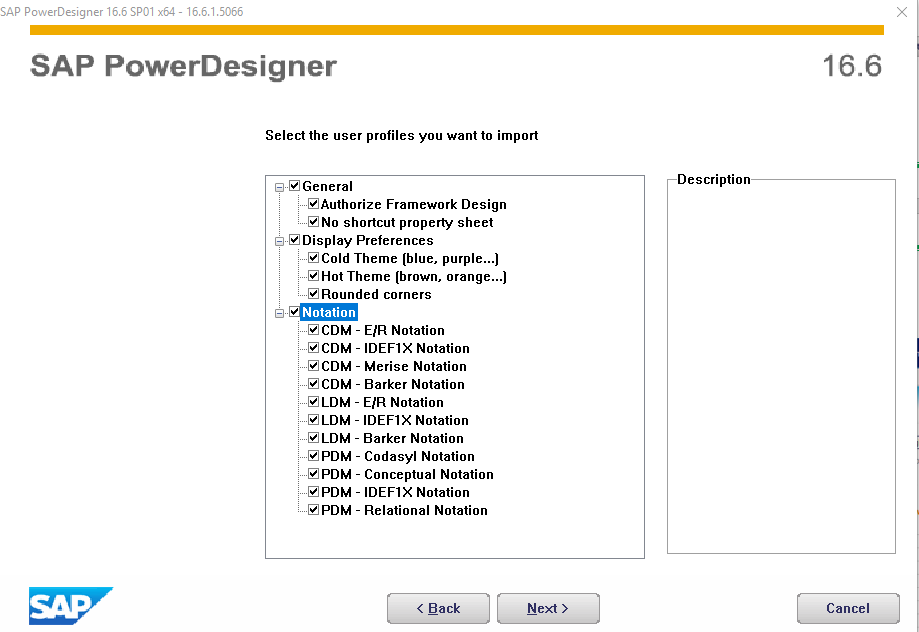 SAP PowerDesigner 16.6 SP01 x64 - 16.6.1.5066
SAP PowerDesigner 16.6
Select the user profiles you want to import
General
Authorize Framework Design
No shortcut property sheet
Display Preferences
Cold Theme (blue, purple...)
Hot Theme (brown, orange...)
Rounded corners
Notation
CDM - E/R Notation
CDM - IDEF1X Notation
CDM - Merise Notation
CDM - Barker Notation
LDM - E/R Notation
LDM - IDEF1X Notation
LDM - Barker Notation
PDM - Codasyl Notation
PDM - Conceptual Notation
PDM - IDEF1X Notation
PDM - Relational Notation
Description
SAP
< Back
Next >
Cancel